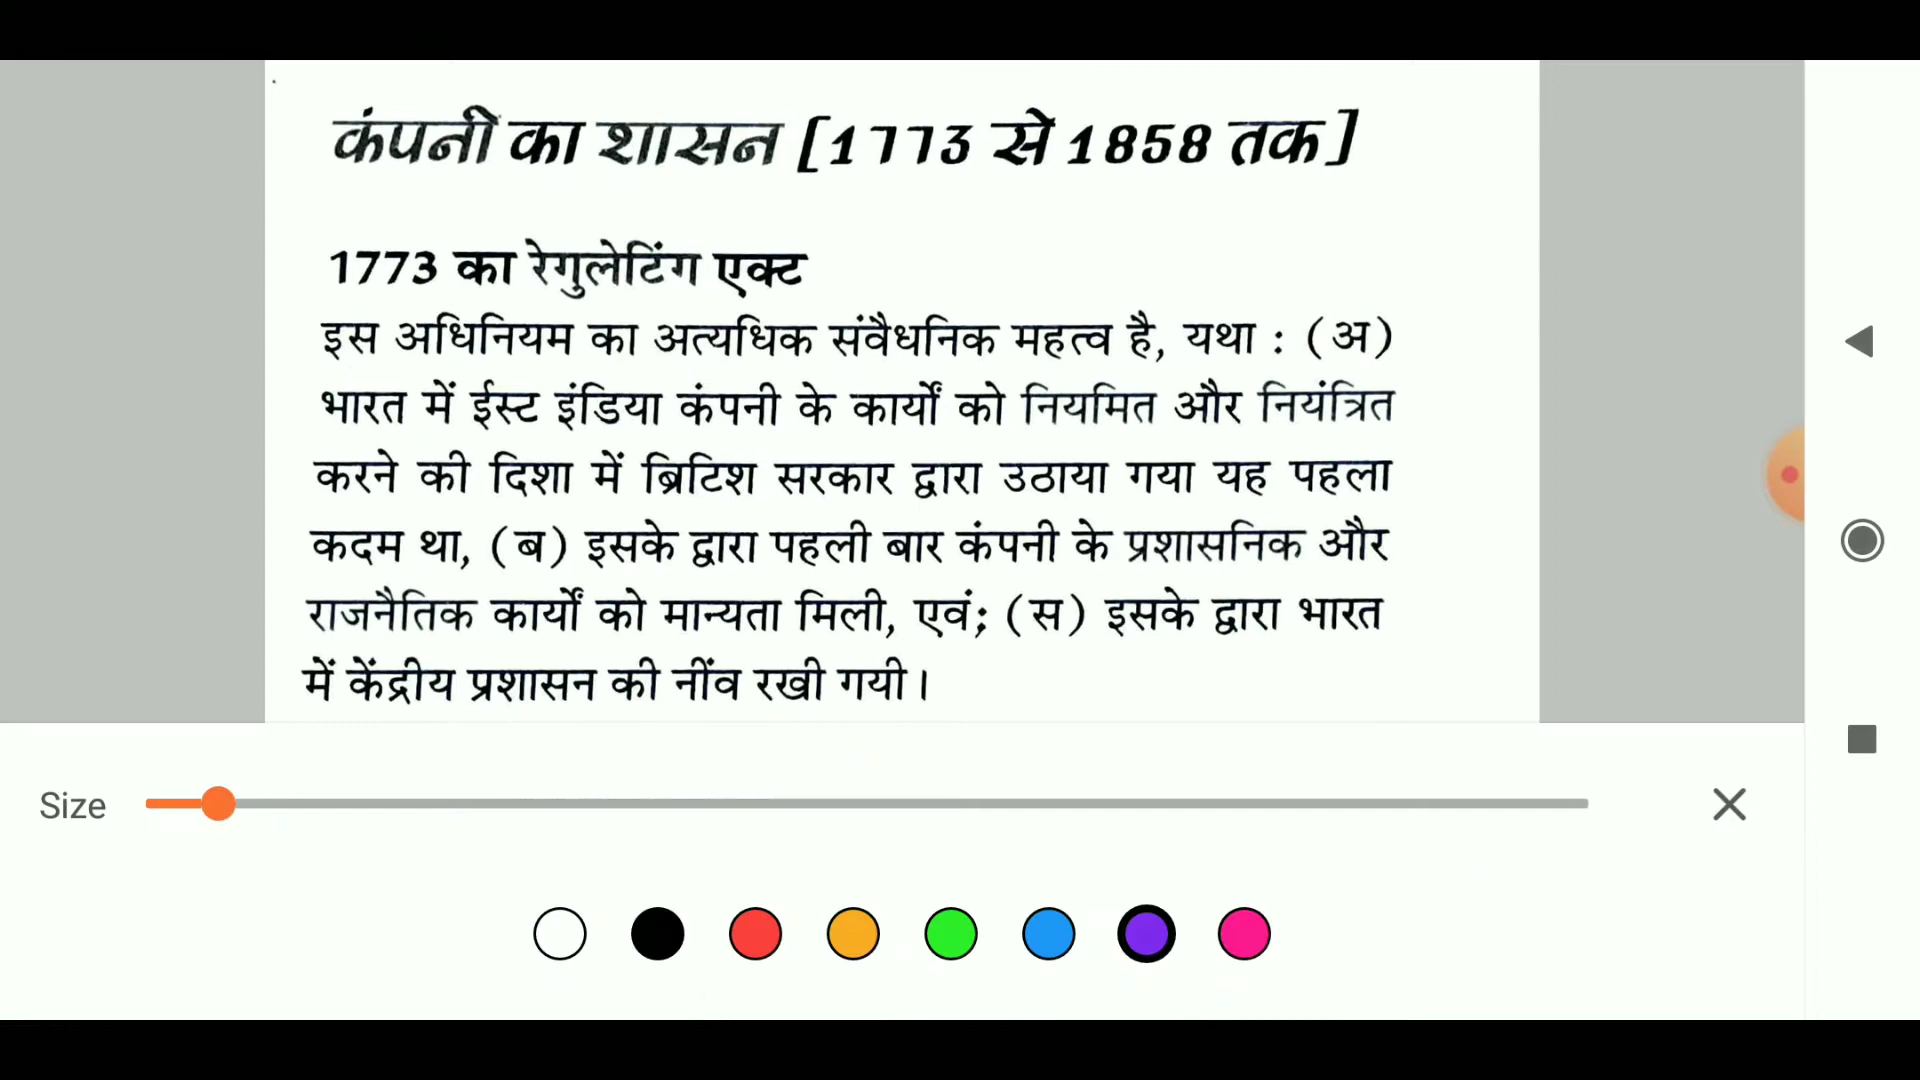 कंपनी का शासन [1773 से 1858 तक]
1773 का रेगुलेटिंग एक्ट
इस अधिनियम का अत्यधिक संवैधनिक महत्व है, यथा : (अ)
भारत में ईस्ट इंडिया कंपनी के कार्यों को नियमित और नियंत्रित
करने की दिशा में ब्रिटिश सरकार द्वारा उठाया गया यह पहला
कदम था, (ब) इसके द्वारा पहली बार कंपनी के प्रशासनिक और
राजनैतिक कार्यों को मान्यता मिली, एवं; (स) इसके द्वारा भारत
में केंद्रीय प्रशासन की नींव रखी गयी।
Size